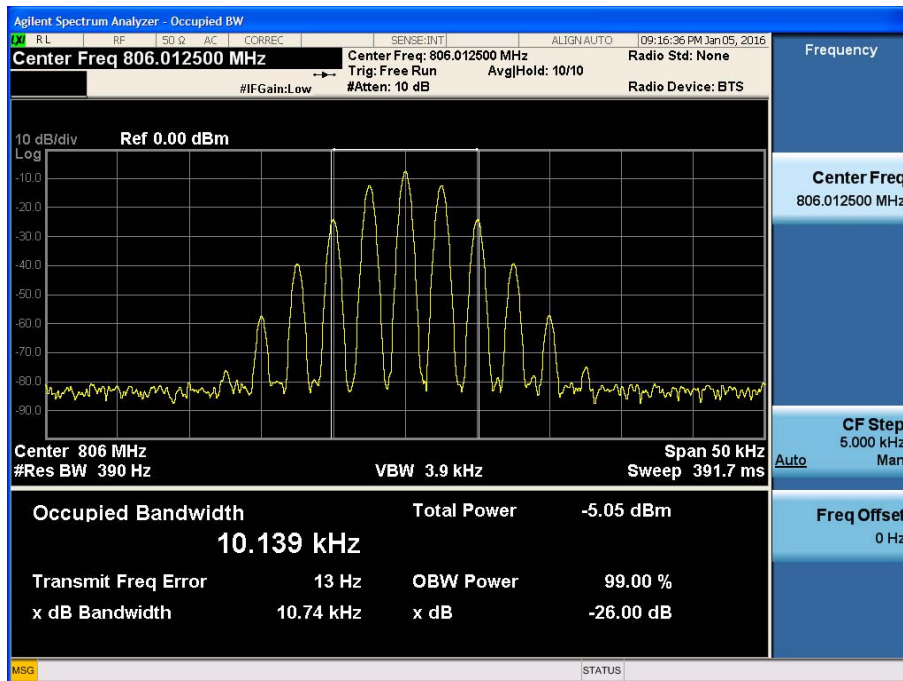 Agilent Spectrum Analyzer - Occupied BW
LXI RL RF 50 Ω AC CORREC SENSE:INT ALIGN AUTO 09:16:36 PM Jan 05, 2016
Center Freq 806.012500 MHz
Center Freq: 806.012500 MHz
Radio Std: None
Trig: Free Run Avg|Hold: 10/10
#IFGain:Low
#Atten: 10 dB
Radio Device: BTS
10 dB/div Ref 0.00 dBm
Log
-10.0
-20.0
-30.0
-40.0
-50.0
-60.0
-70.0
-80.0
-90.0
Center 806 MHz Span 50 kHz
#Res BW 390 Hz VBW 3.9 kHz Sweep 391.7 ms
Occupied Bandwidth Total Power -5.05 dBm
10.139 kHz
Transmit Freq Error 13 Hz OBW Power 99.00 %
x dB Bandwidth 10.74 kHz x dB -26.00 dB
Frequency
Center Freq
806.012500 MHz
CF Step
5.000 kHz
Auto Man
Freq Offset
0 Hz
MSG STATUS